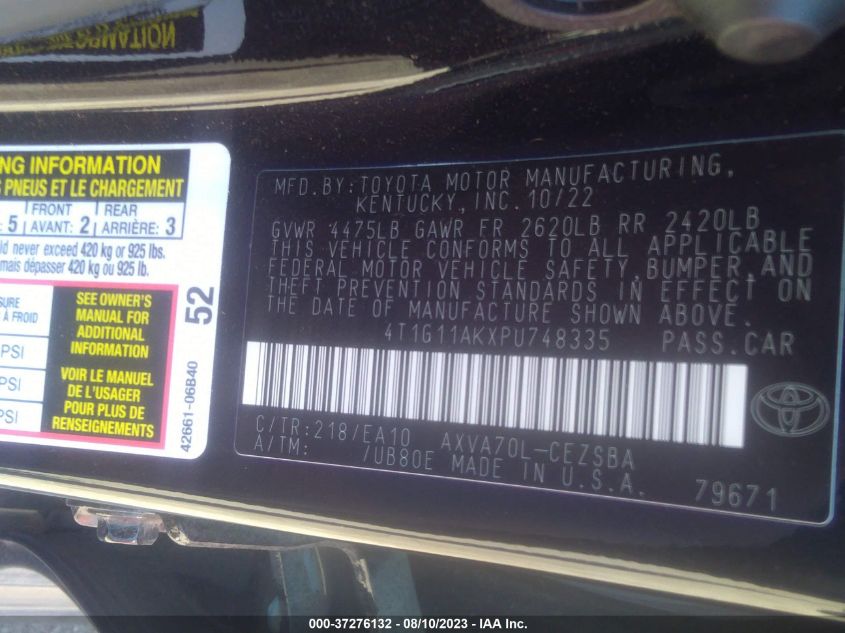 NG INFORMATION
PNEUS ET LE CHARGEMENT
5 FRONT AVANT 2 REAR ARRIÈRE 3
never exceed 420 kg or 925 lbs.
mais dépasser 420 kg ou 925 lb.
À FROID
PSI
PSI
PSI
SEE OWNER'S
MANUAL FOR
ADDITIONAL
INFORMATION
VOIR LE MANUEL
DE L'USAGER
POUR PLUS DE
RENSEIGNEMENTS
52
42661-06B40
MFD.BY:TOYOTA MOTOR MANUFACTURING,
KENTUCKY, INC.10/22
GVWR 4475LB GAWR FR 2620LB RR 2420LB
THIS VEHICLE CONFORMS TO ALL APPLICABLE
FEDERAL MOTOR VEHICLE SAFETY, BUMPER, AND
THEFT PREVENTION STANDARDS IN EFFECT ON
THE DATE OF MANUFACTURE SHOWN ABOVE.
4T1G11AKXPU748335 PASS.CAR
C/TR:218/EA10 AXVA70L-CEZSBA
A/TM: /UB80E MADE IN U.S.A.
79671
000-37276132 - 08/10/2023 - IAA Inc.